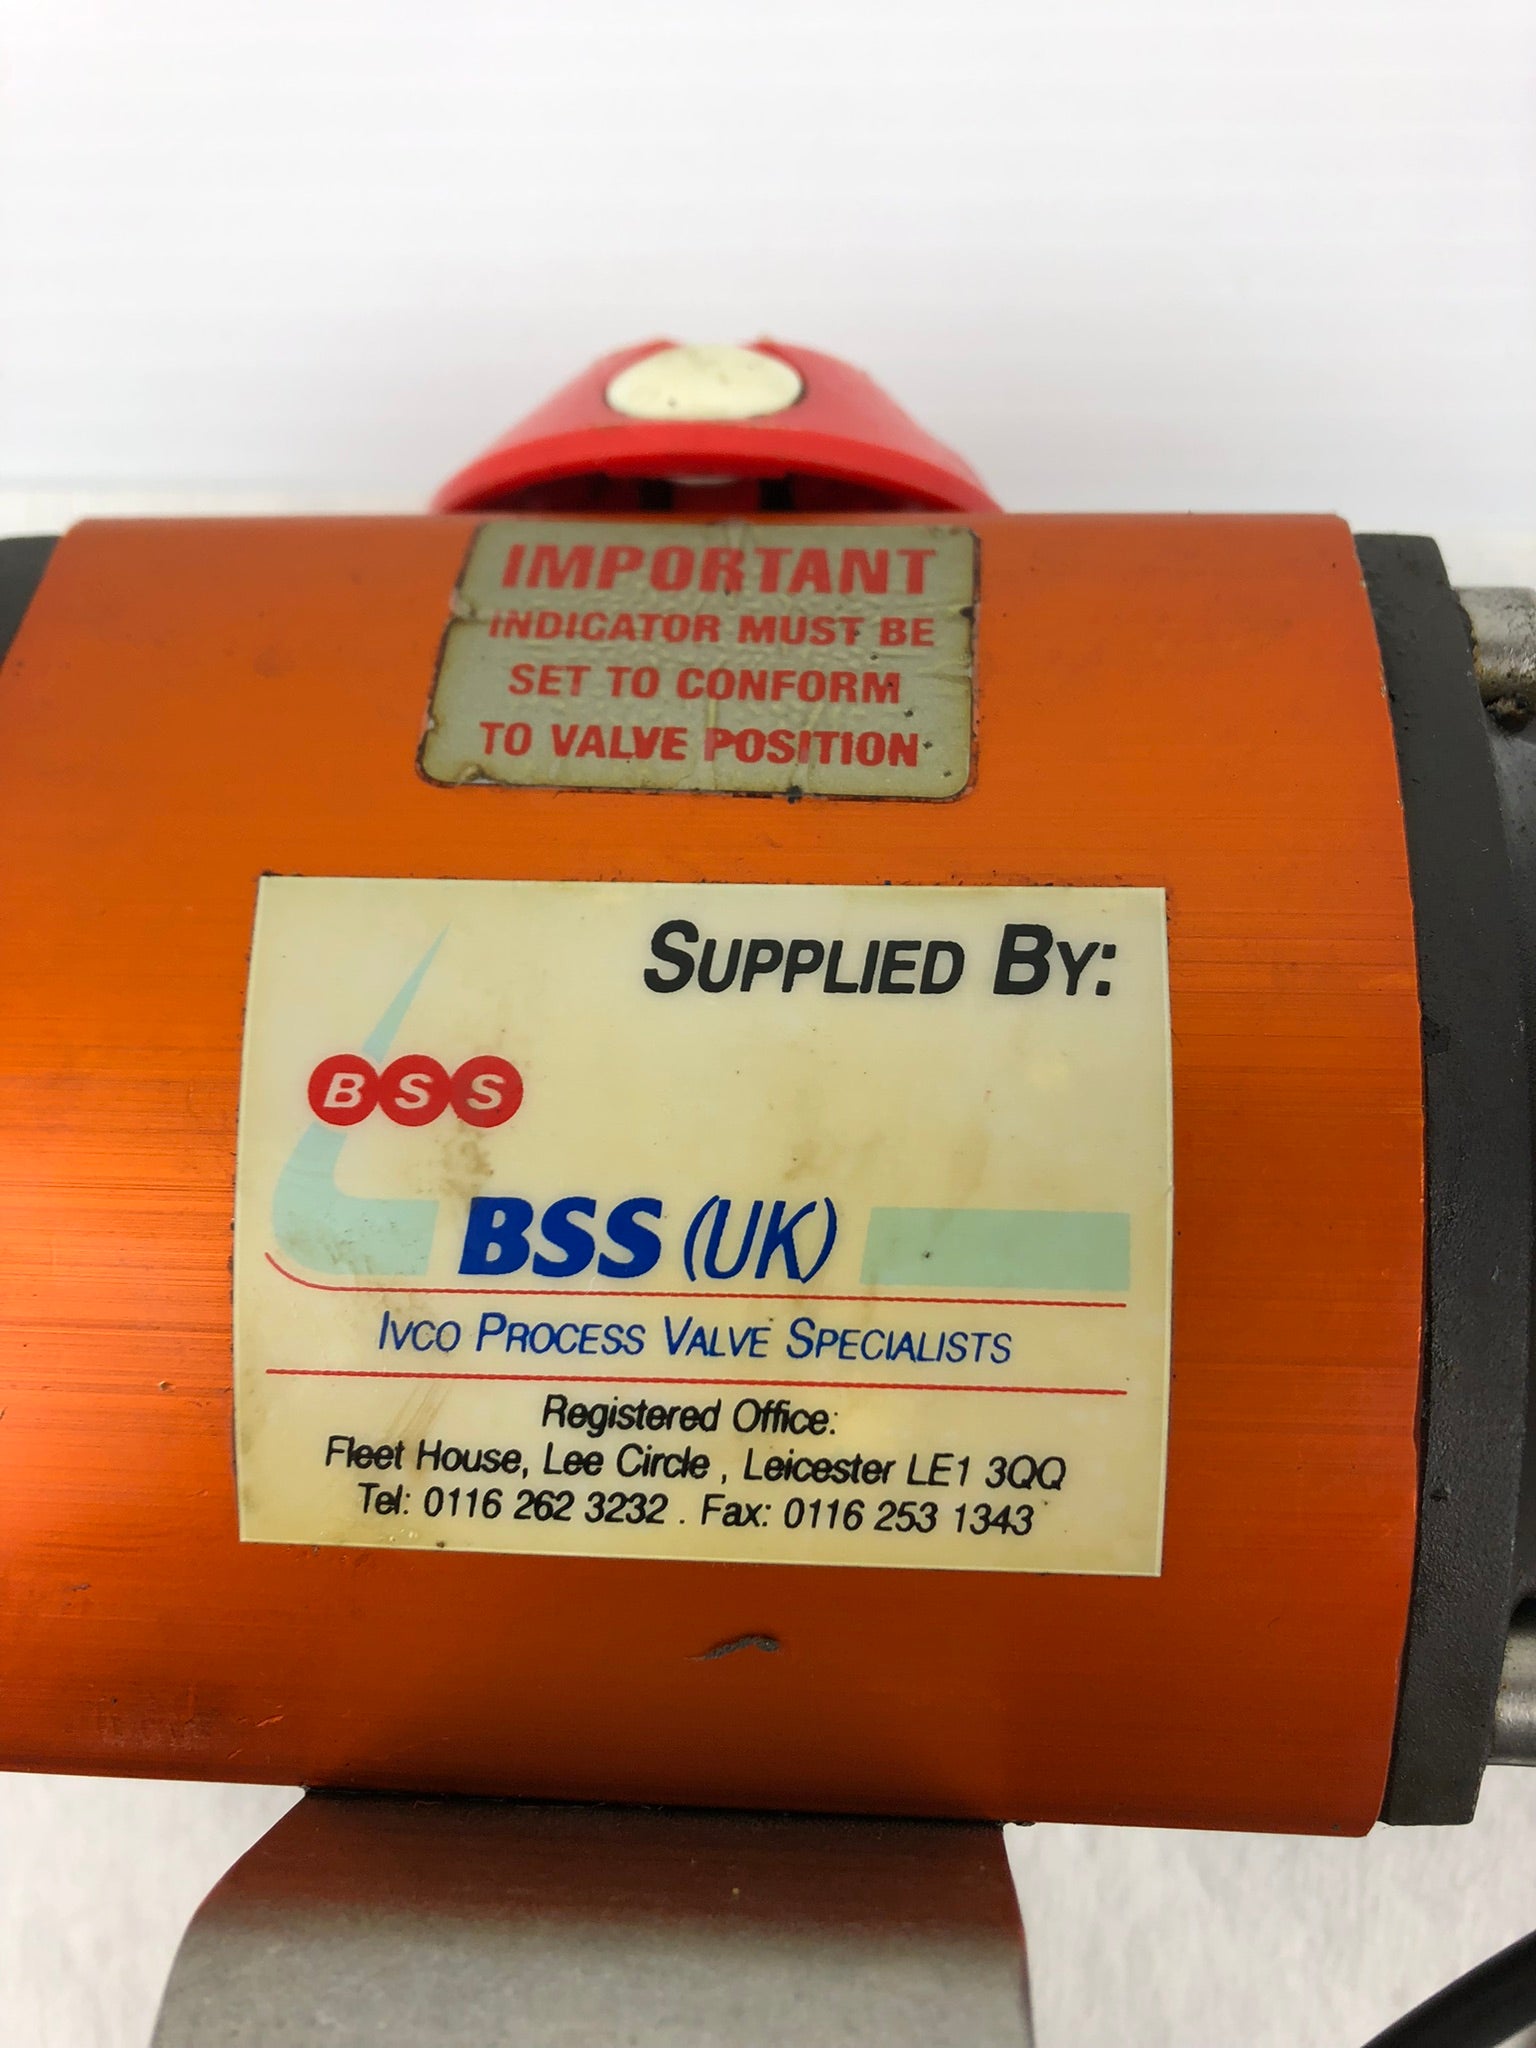 IMPORTANT
INDICATOR MUST BE
SET TO CONFORM
TO VALVE POSITION
SUPPLIED BY:
BSS
BSS (UK)
IVCO PROCESS VALVE SPECIALISTS
Registered Office:
Fleet House, Lee Circle , Leicester LE1 3QQ
Tel: 0116 262 3232 . Fax: 0116 253 1343